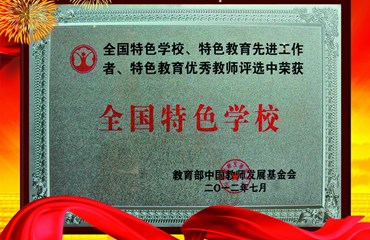 全国特色学校、特色教育先进工作
者、特色教育优秀教师评选中荣获
全国特色学校
教育部中国教师发展基金会
二〇一二年七月